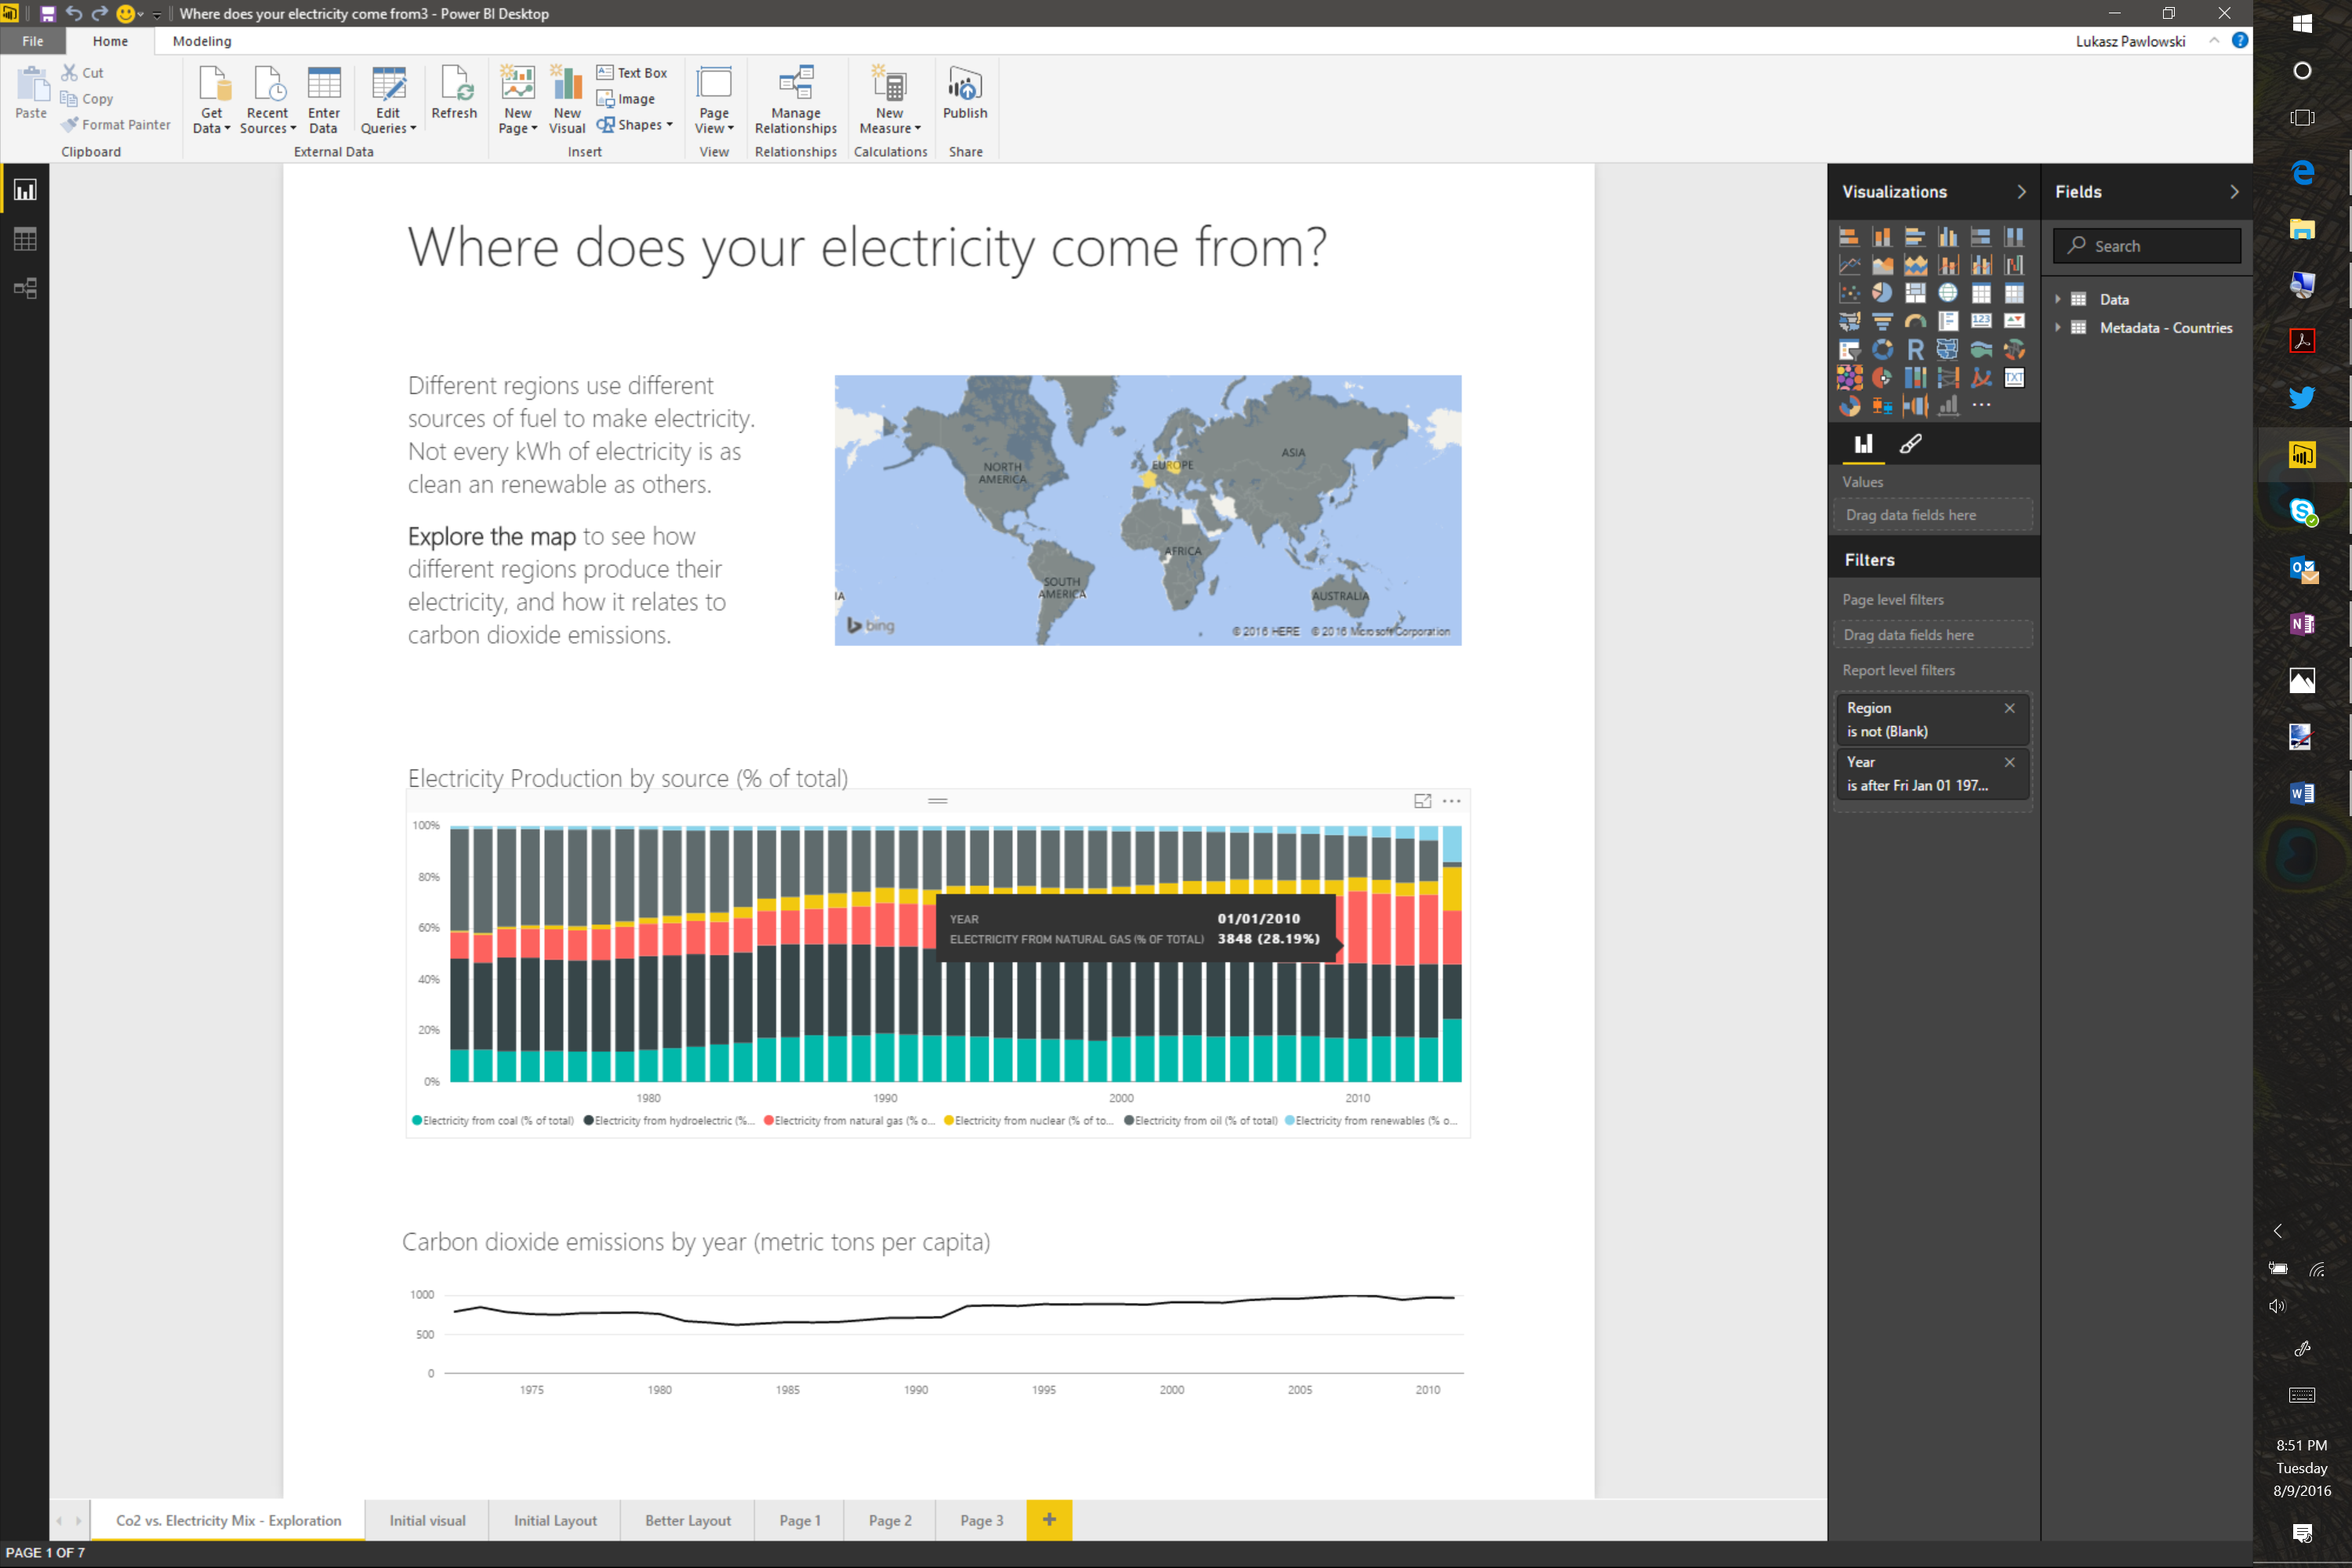 Where does your electricity come from3 - Power BI Desktop
File
Home
Modeling
Lukasz Pawlowski
?
Paste
Cut
Copy
Format Painter
Clipboard
Get Data
Recent Sources
Enter Data
Edit Queries
Refresh
External Data
New Page
New Visual
Text Box
Image
Shapes
Insert
Page View
View
Manage Relationships
Relationships
New Measure
Calculations
Publish
Share
Where does your electricity come from?
Different regions use different
sources of fuel to make electricity.
Not every kWh of electricity is as
clean an renewable as others.
Explore the map to see how
different regions produce their
electricity, and how it relates to
carbon dioxide emissions.
NORTH
AMERICA
EUROPE
ASIA
AFRICA
SOUTH
AMERICA
IA
AUSTRALIA
bing
© 2016 HERE © 2016 Microsoft Corporation
Electricity Production by source (% of total)
100%
80%
60%
40%
20%
0%
YEAR 01/01/2010
ELECTRICITY FROM NATURAL GAS (% OF TOTAL) 3848 (28.19%)
1980 1990 2000 2010
Electricity from coal (% of total) Electricity from hydroelectric (%... Electricity from natural gas (% o... Electricity from nuclear (% of to... Electricity from oil (% of total) Electricity from renewables (% o...
Carbon dioxide emissions by year (metric tons per capita)
1000
500
0
1975 1980 1985 1990 1995 2000 2005 2010
Visualizations
R
123
TXT
Values
Drag data fields here
Filters
Page level filters
Drag data fields here
Report level filters
Region
is not (Blank)
Year
is after Fri Jan 01 197...
Fields
Search
Data
Metadata - Countries
Co2 vs. Electricity Mix - Exploration
Initial visual
Initial Layout
Better Layout
Page 1
Page 2
Page 3
+
PAGE 1 OF 7
8:51 PM
Tuesday
8/9/2016